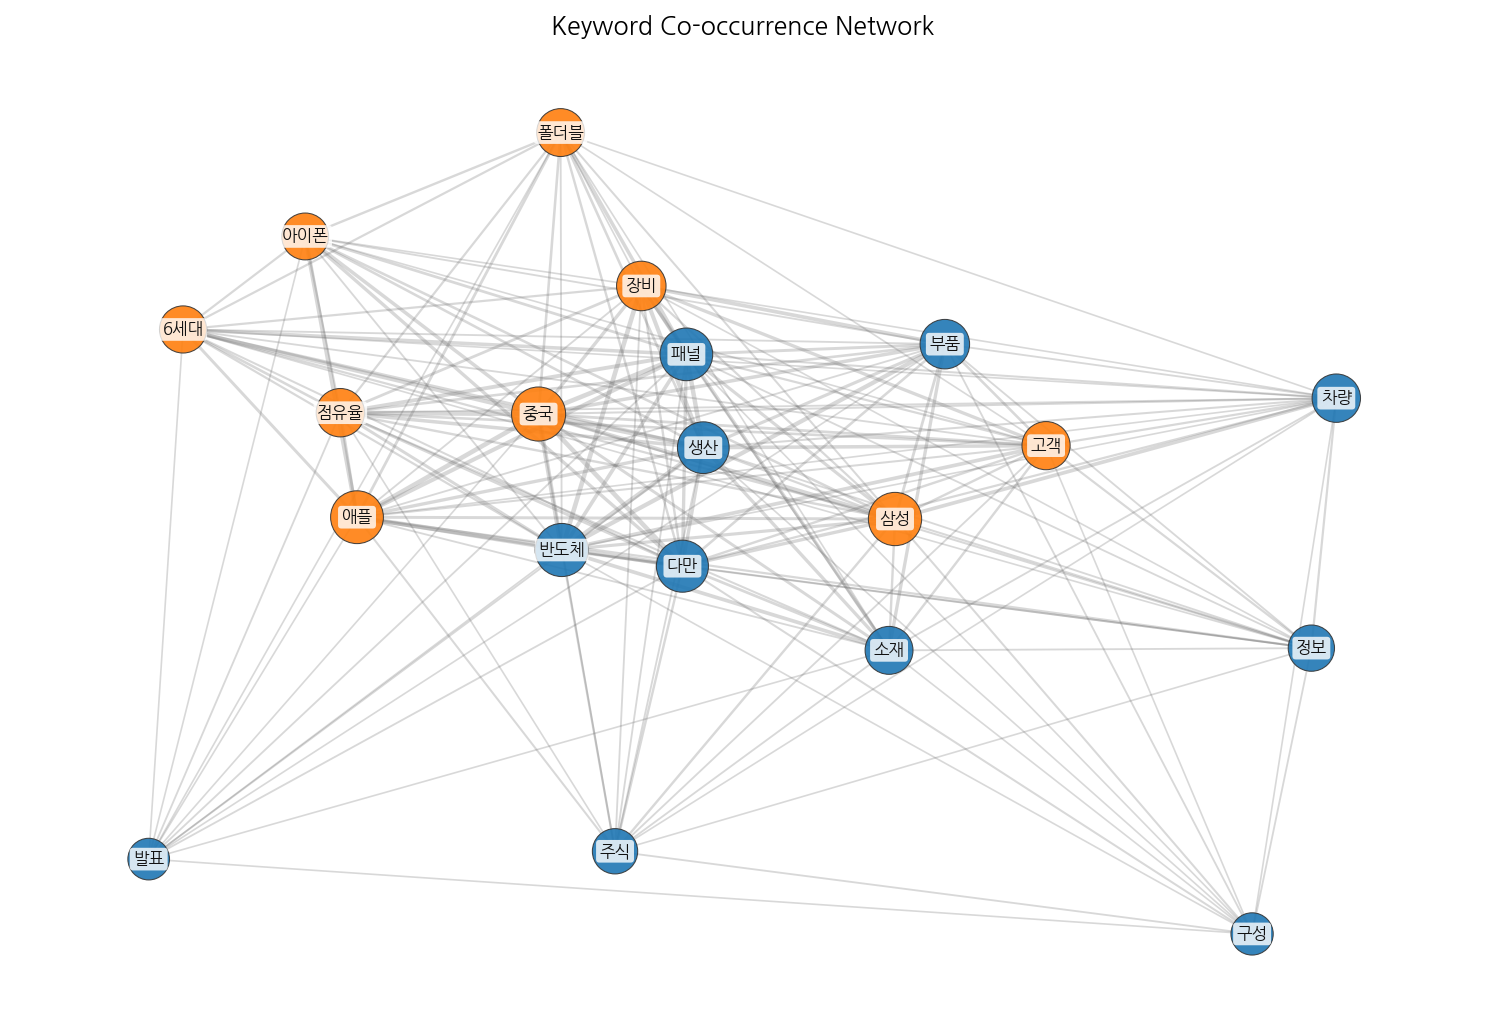 Keyword Co-occurrence Network
폴더블
아이폰
장비
6세대
부품
패널
차량
점유율
중국
고객
생산
애플
삼성
반도체
다만
정보
소재
주식
발표
구성